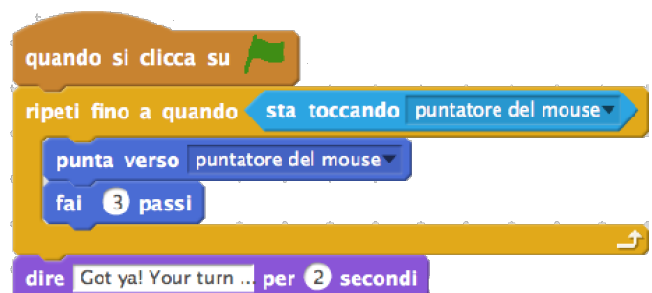 quando si clicca su
ripeti fino a quando sta toccando puntatore del mouse
punta verso puntatore del mouse
fai 3 passi
dire Got ya! Your turn ... per 2 secondi